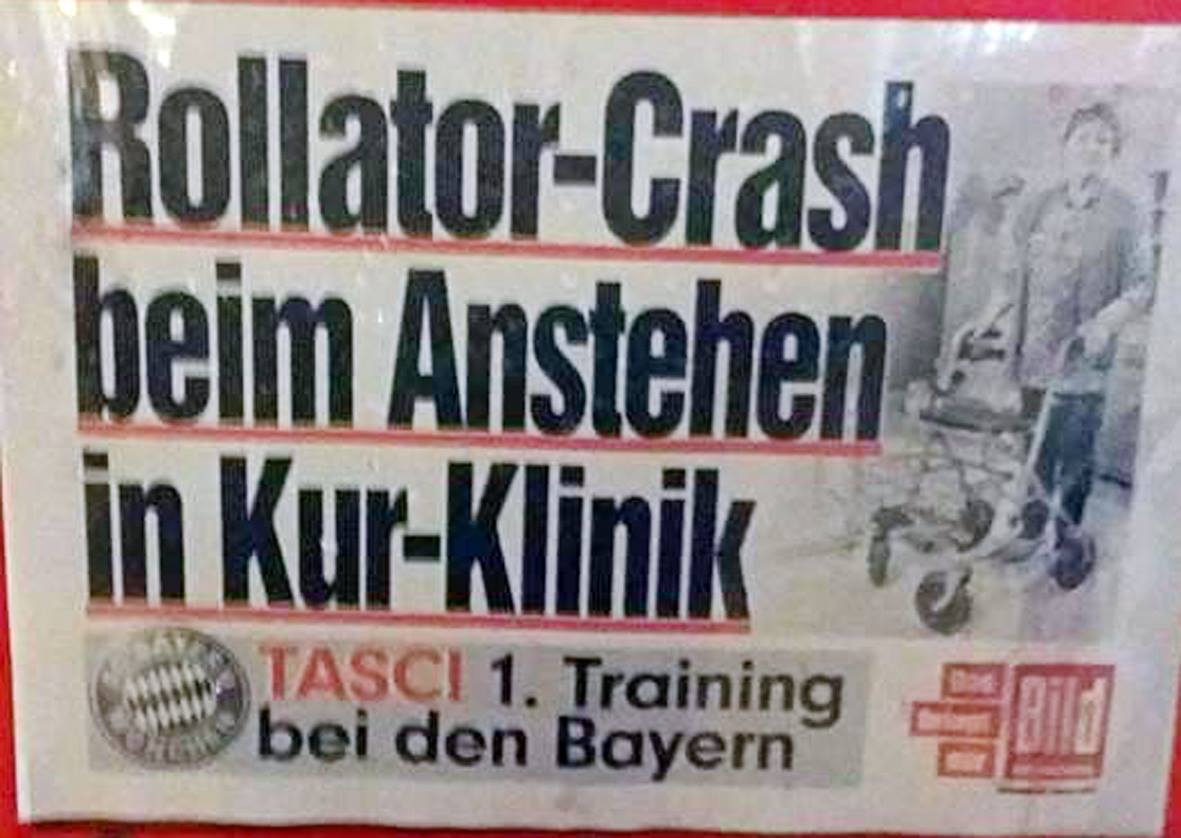 Rollator-Crash
beim Anstehen
in Kur-Klinik
TASCI 1. Training
bei den Bayern
Bild